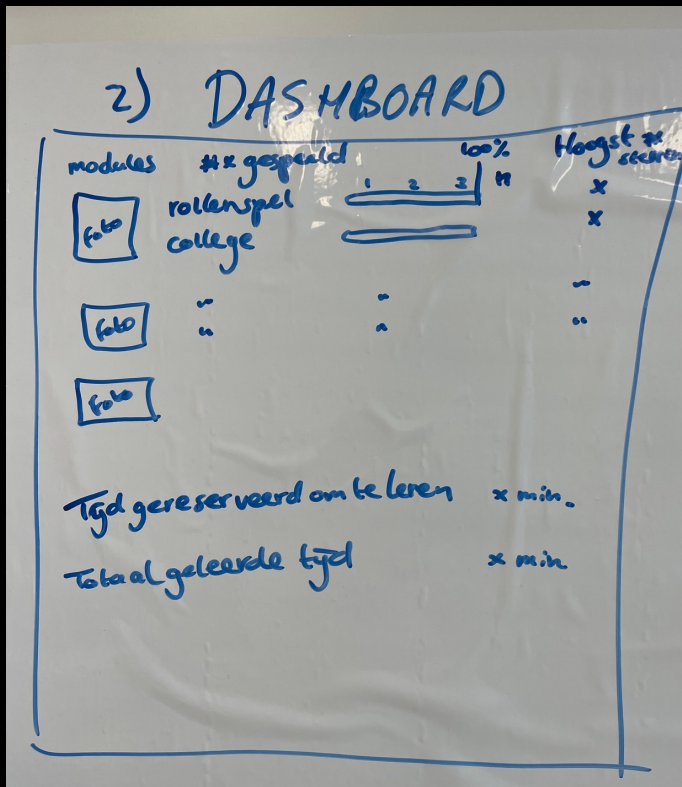 2) DASHBOARD
modules #x gespeeld 100% Hoogst #
scoren
1 2 3
Foto rollenspel x
college x
Foto " " "
" " "
Foto
Tijd gereserveerd om te leren x min.
Totaal geleerde tijd x min